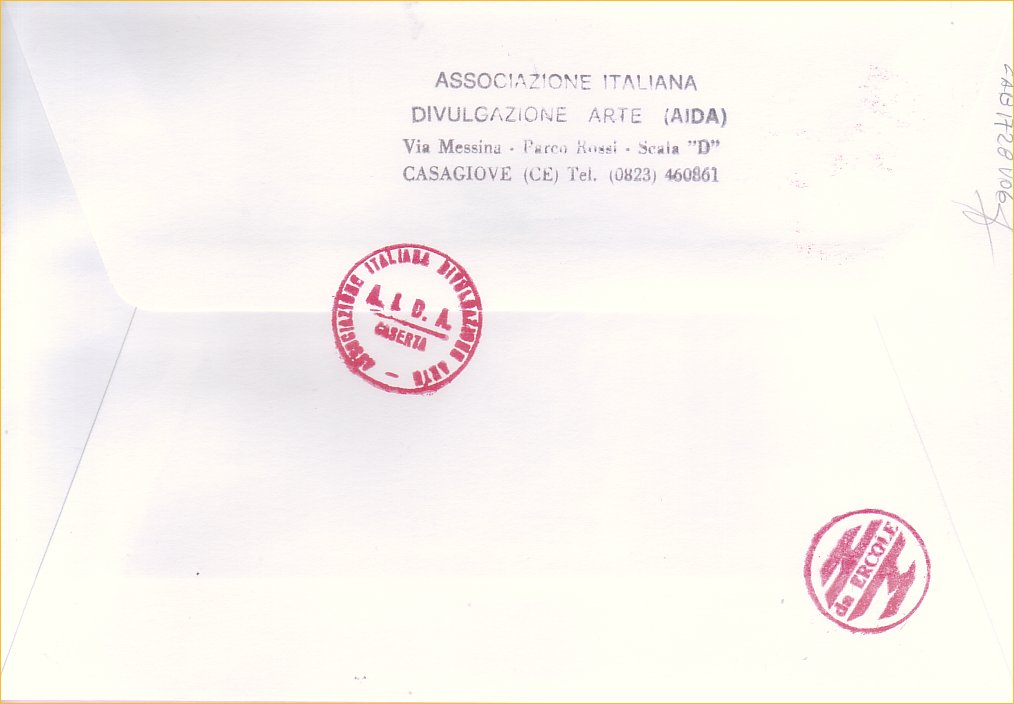 ASSOCIAZIONE ITALIANA
DIVULGAZIONE ARTE (AIDA)
Via Messina - Parco Rossi - Scala "D"
CASAGIOVE (CE) Tel. (0823) 460861
ASSOCIAZIONE ITALIANA DIVULGAZIONE ARTE -
A. I. D. A.
CASERTA
da ERCOLE